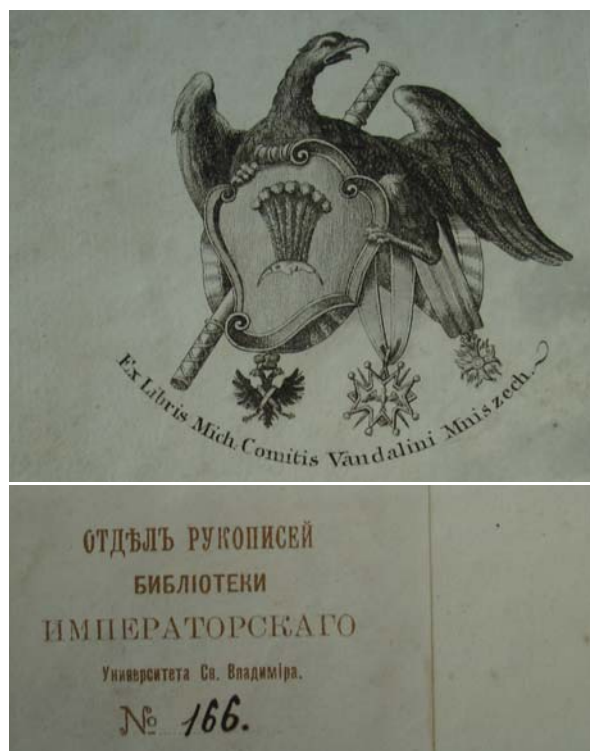 Ex Libris Mich. Comitis Vandalini Mniszech.
ОТДѢЛЪ РУКОПИСЕЙ
БИБЛІОТЕКИ
ИМПЕРАТОРСКАГО
Университета Св. Владиміра.
№ 166.